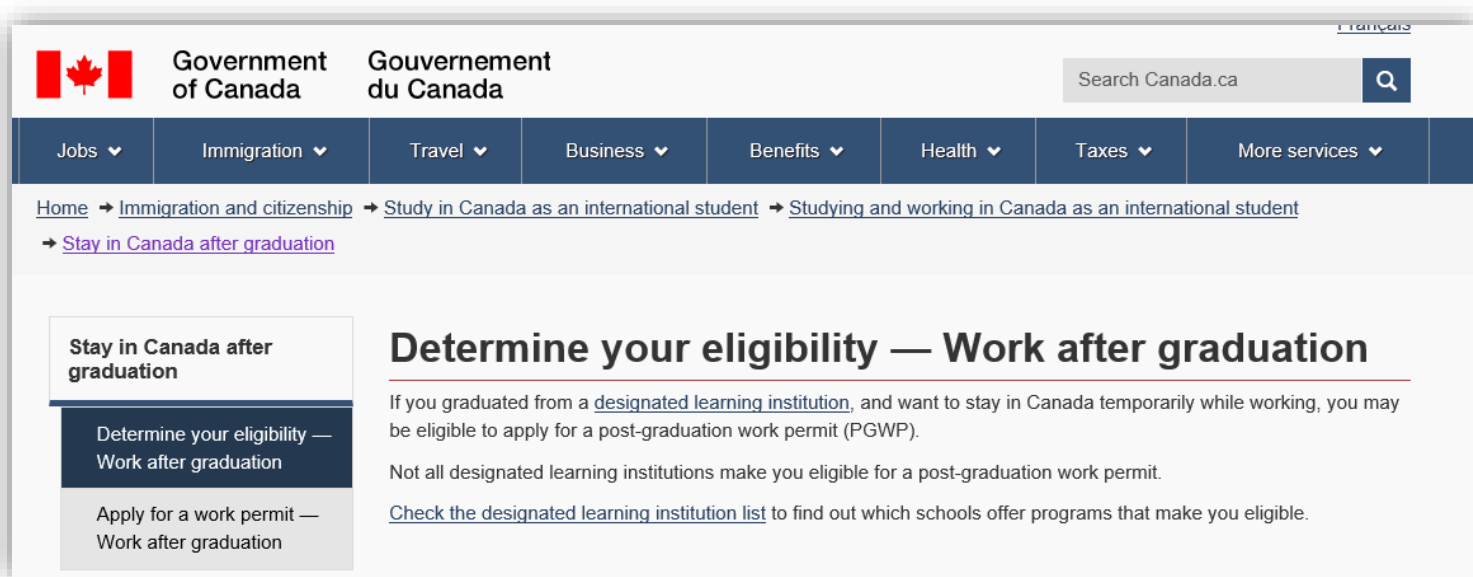 Français
Government Gouvernement
of Canada du Canada
Search Canada.ca
Jobs Immigration Travel Business Benefits Health Taxes More services
Home → Immigration and citizenship → Study in Canada as an international student → Studying and working in Canada as an international student
→ Stay in Canada after graduation
Stay in Canada after
graduation
Determine your eligibility —
Work after graduation
Apply for a work permit —
Work after graduation
Determine your eligibility — Work after graduation
If you graduated from a designated learning institution, and want to stay in Canada temporarily while working, you may
be eligible to apply for a post-graduation work permit (PGWP).
Not all designated learning institutions make you eligible for a post-graduation work permit.
Check the designated learning institution list to find out which schools offer programs that make you eligible.